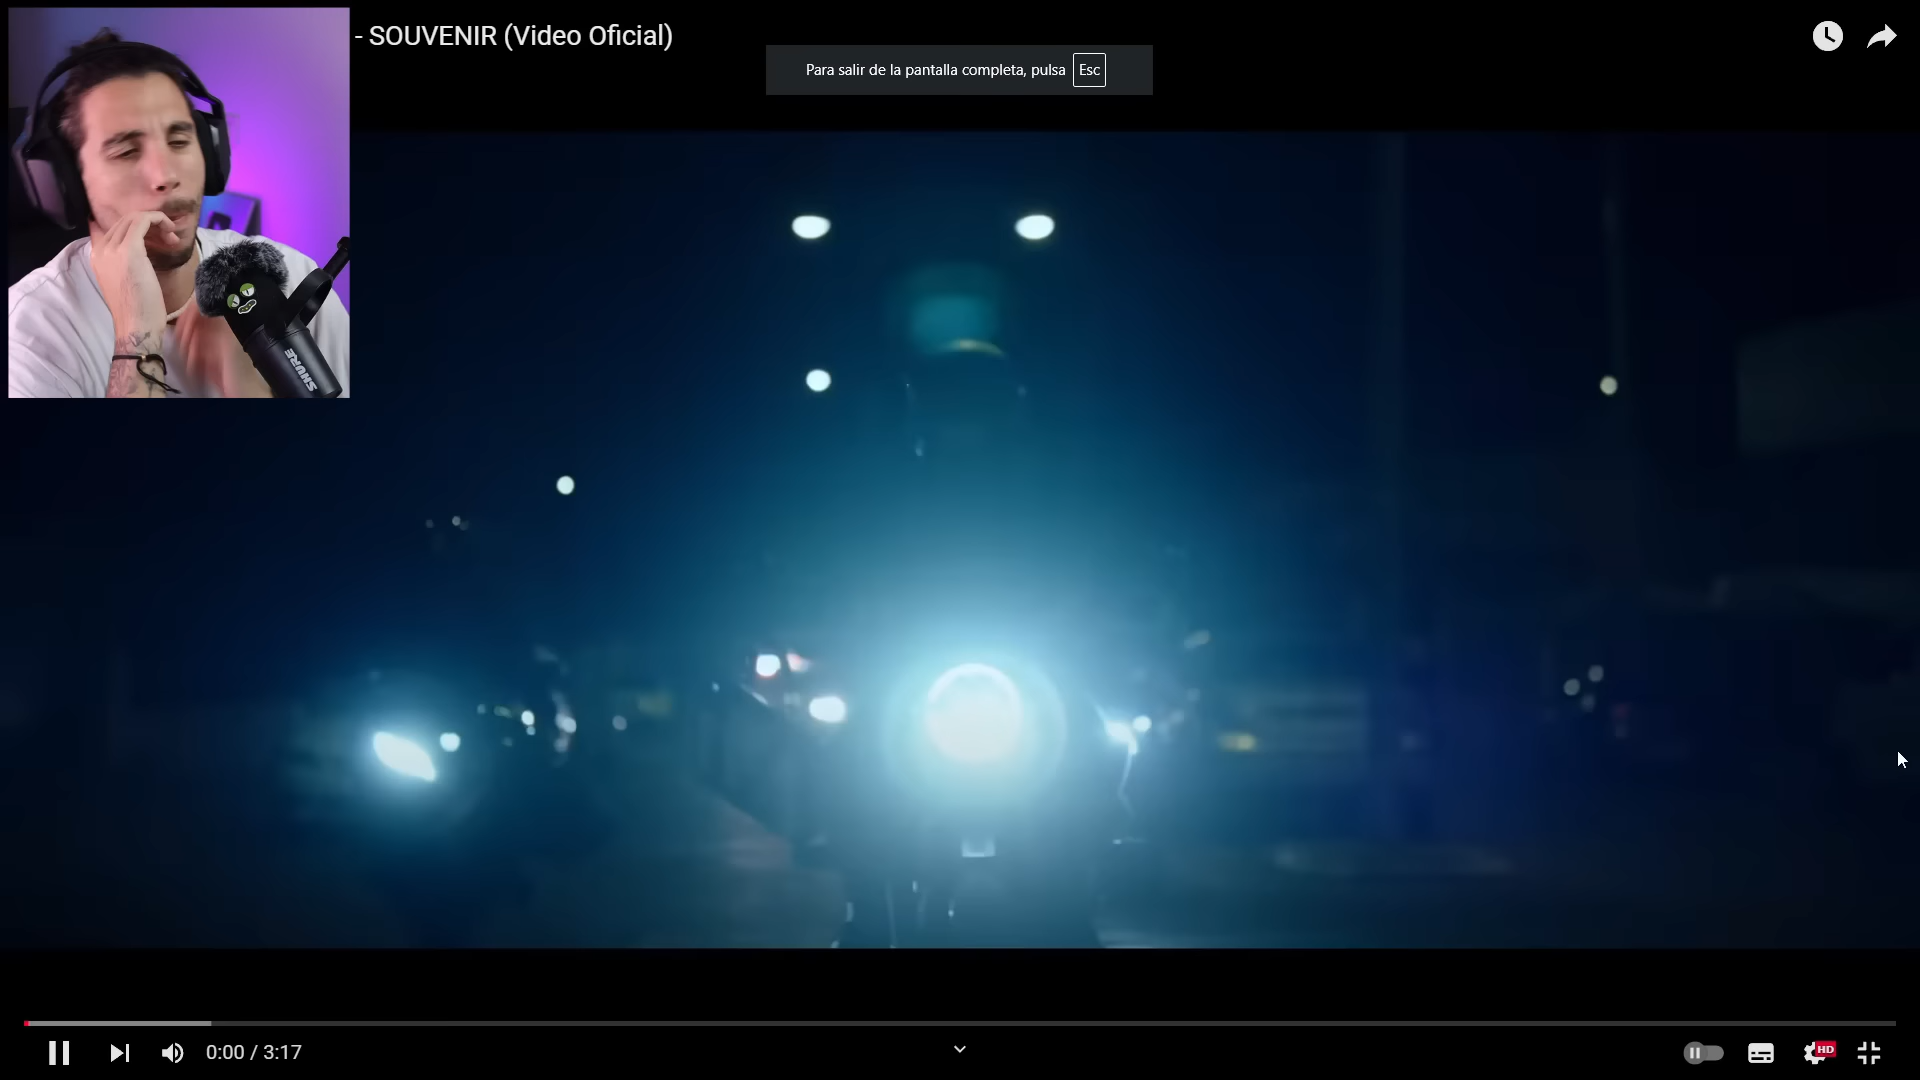 - SOUVENIR (Video Oficial)
Para salir de la pantalla completa, pulsa Esc
SHURE
0:00 / 3:17
HD